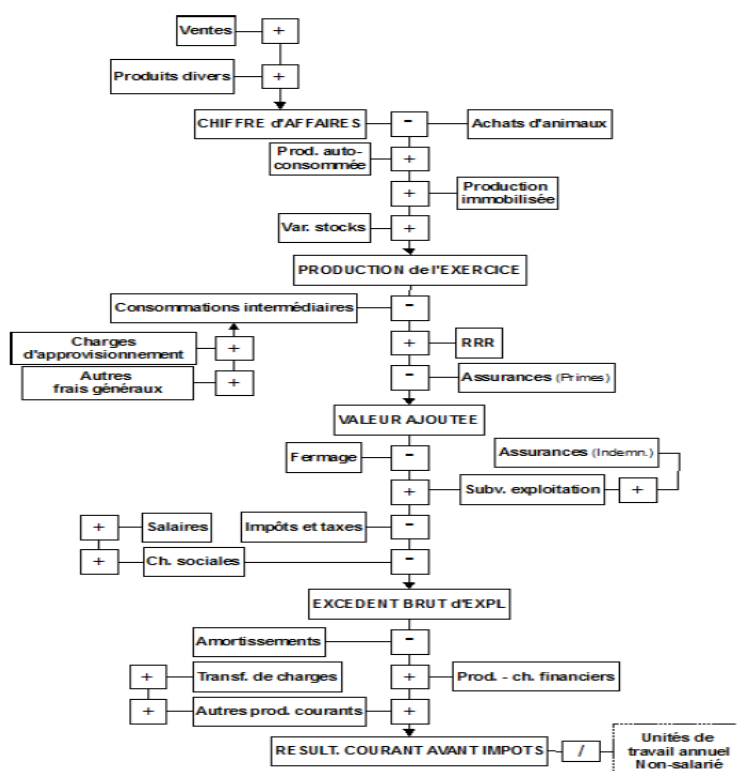 Ventes +
Produits divers +
CHIFFRE d'AFFAIRES - Achats d'animaux
Prod. auto-
consommée +
+ Production
immobilisée
Var. stocks +
PRODUCTION de l'EXERCICE
Consommations intermédiaires -
Charges
d'approvisionnement + + RRR
Autres
frais généraux + - Assurances (Primes)
VALEUR AJOUTEE
Fermage - Assurances (Indemn.)
+ Subv. exploitation +
+ Salaires Impôts et taxes -
+ Ch. sociales -
EXCEDENT BRUT d'EXPL
Amortissements -
+ Transf. de charges + Prod. - ch. financiers
+ Autres prod. courants +
RESULT. COURANT AVANT IMPOTS / Unités de
travail annuel
Non-salarié